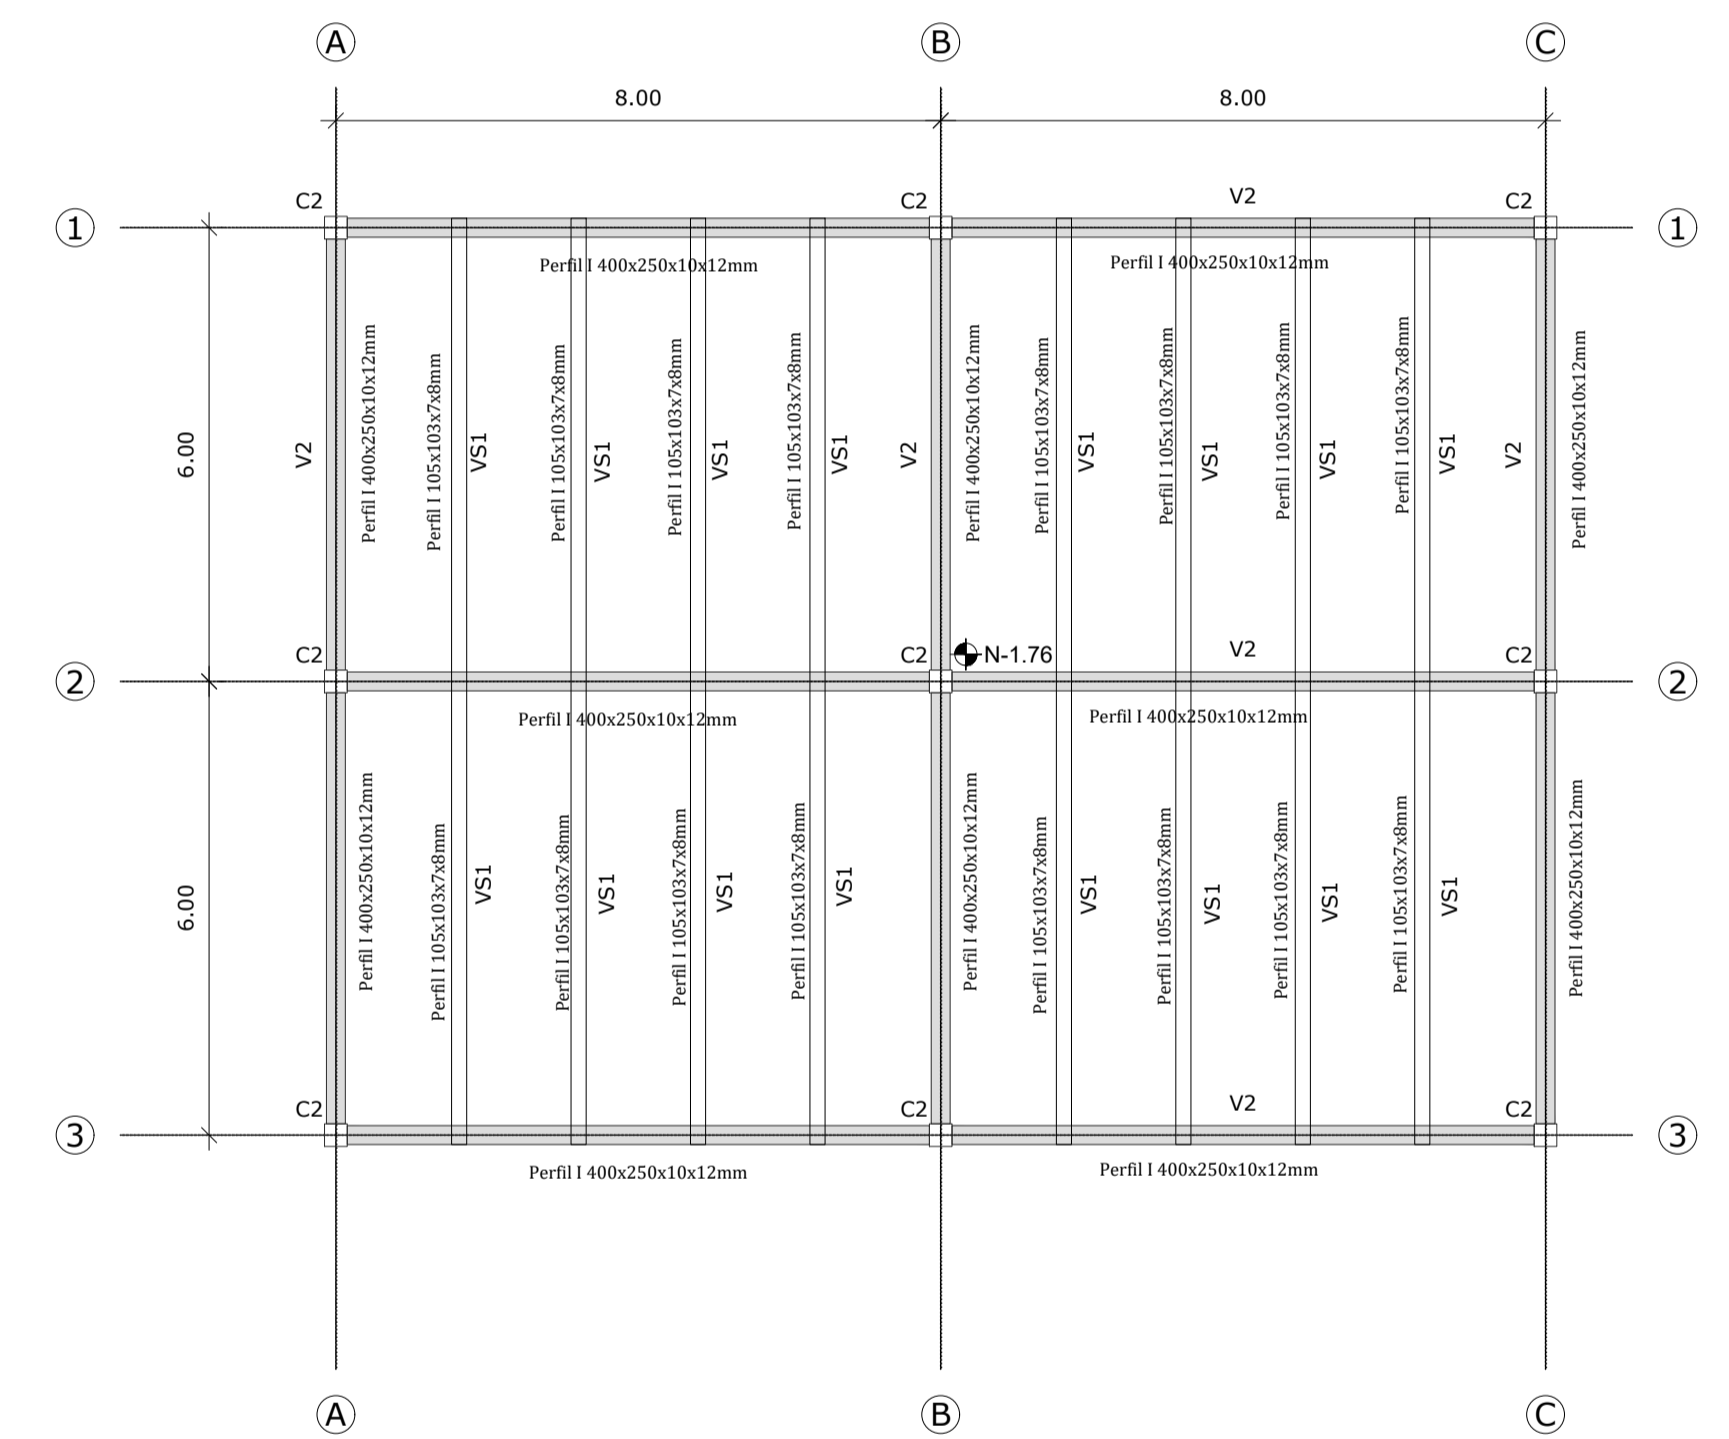 A
B
C
8.00
8.00
C2
C2
V2
C2
1
1
Perfil I 400x250x10x12mm
Perfil I 400x250x10x12mm
6.00
V2
Perfil I 400x250x10x12mm
Perfil I 105x103x7x8mm
VS1
Perfil I 105x103x7x8mm
VS1
Perfil I 105x103x7x8mm
VS1
Perfil I 105x103x7x8mm
VS1
V2
Perfil I 400x250x10x12mm
Perfil I 105x103x7x8mm
VS1
Perfil I 105x103x7x8mm
VS1
Perfil I 105x103x7x8mm
VS1
Perfil I 105x103x7x8mm
VS1
V2
Perfil I 400x250x10x12mm
C2
C2
N-1.76
V2
C2
2
2
Perfil I 400x250x10x12mm
Perfil I 400x250x10x12mm
6.00
Perfil I 400x250x10x12mm
Perfil I 105x103x7x8mm
VS1
Perfil I 105x103x7x8mm
VS1
Perfil I 105x103x7x8mm
VS1
Perfil I 105x103x7x8mm
VS1
Perfil I 400x250x10x12mm
Perfil I 105x103x7x8mm
VS1
Perfil I 105x103x7x8mm
VS1
Perfil I 105x103x7x8mm
VS1
Perfil I 105x103x7x8mm
VS1
Perfil I 400x250x10x12mm
C2
C2
V2
C2
3
3
Perfil I 400x250x10x12mm
Perfil I 400x250x10x12mm
A
B
C